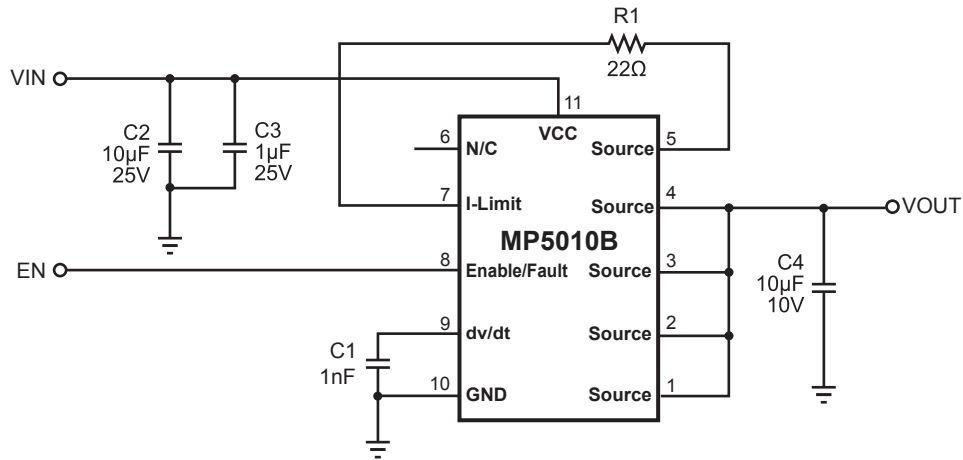 R1
22Ω
VIN
C2
10µF
25V
C3
1µF
25V
11
VCC
6
N/C
Source
5
7
I-Limit
Source
4
VOUT
MP5010B
EN
8
Enable/Fault
Source
3
C4
10µF
10V
9
dv/dt
Source
2
C1
1nF
10
GND
Source
1